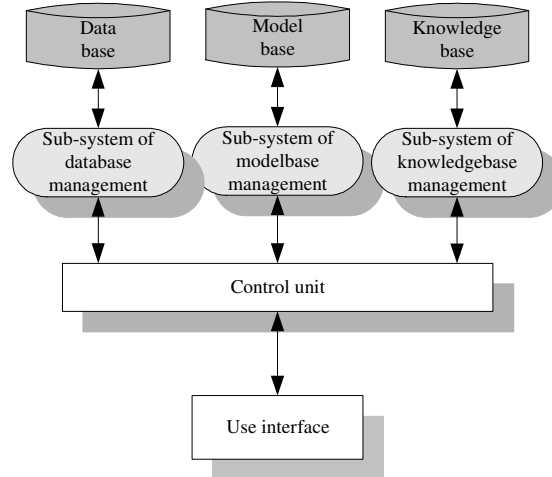 Data
base
Model
base
Knowledge
base
Sub-system of
database
management
Sub-system of
modelbase
management
Sub-system of
knowledgebase
management
Control unit
Use interface